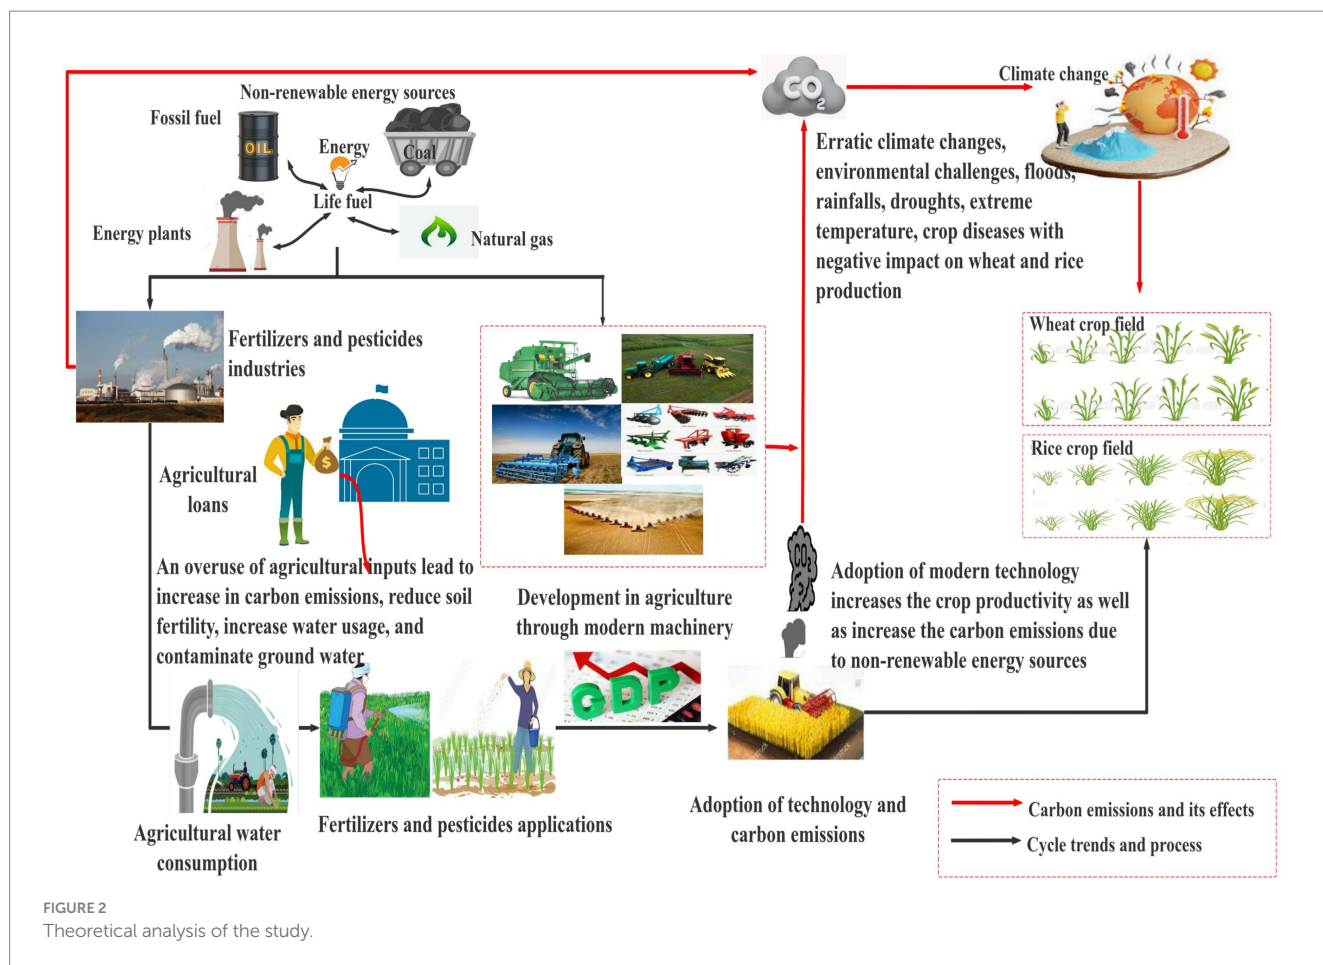 Non-renewable energy sources
Fossil fuel
OIL
Energy
Coal
Life fuel
Energy plants
Natural gas
CO2
Climate change
Erratic climate changes,
environmental challenges, floods,
rainfalls, droughts, extreme
temperature, crop diseases with
negative impact on wheat and rice
production
Fertilizers and pesticides
industries
Wheat crop field
Rice crop field
Agricultural
loans
$
An overuse of agricultural inputs lead to
increase in carbon emissions, reduce soil
fertility, increase water usage, and
contaminate ground water
Development in agriculture
through modern machinery
CO2
Adoption of modern technology
increases the crop productivity as well
as increase the carbon emissions due
to non-renewable energy sources
GDP
Agricultural water
consumption
Fertilizers and pesticides applications
Adoption of technology and
carbon emissions
Carbon emissions and its effects
Cycle trends and process
FIGURE 2
Theoretical analysis of the study.